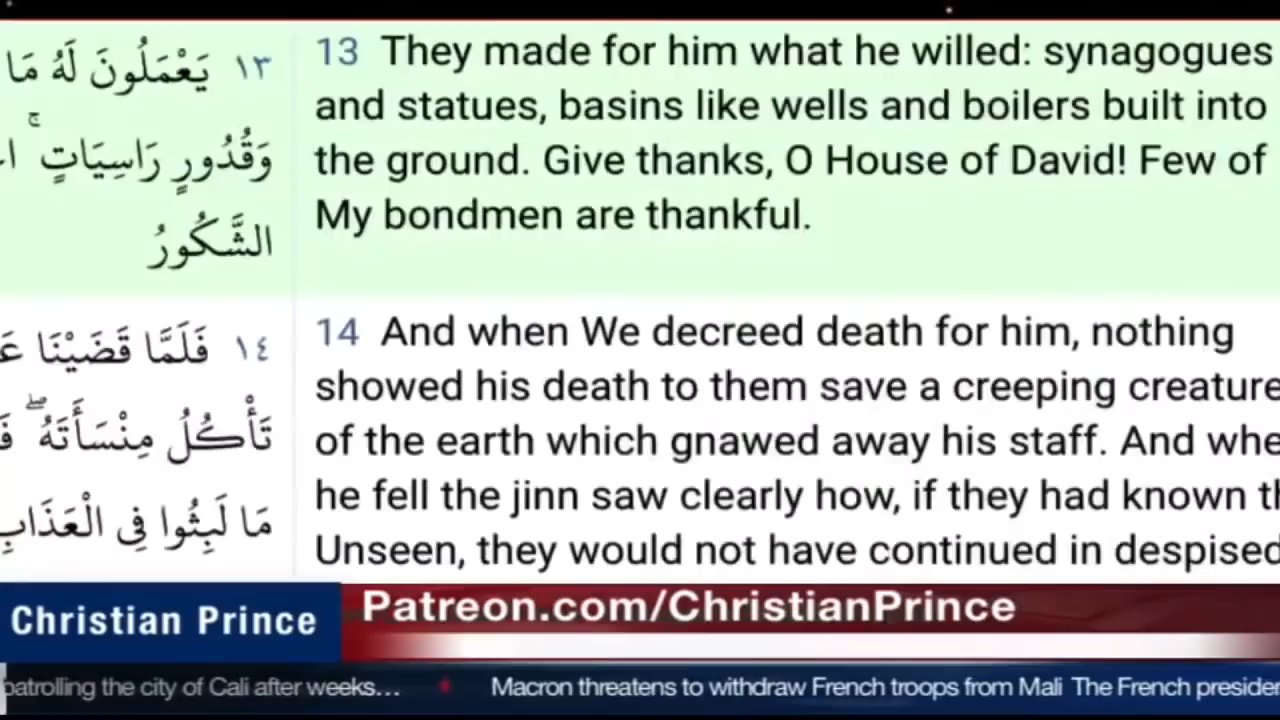 13 They made for him what he willed: synagogues
and statues, basins like wells and boilers built into
the ground. Give thanks, O House of David! Few of
My bondmen are thankful.
١٣ يَعْمَلُونَ لَهُ مَا
وَقُدُورٍ رَاسِيَاتٍ ۚ
الشَّكُورُ
14 And when We decreed death for him, nothing
showed his death to them save a creeping creature
of the earth which gnawed away his staff. And whe
he fell the jinn saw clearly how, if they had known th
Unseen, they would not have continued in despised
١٤ فَلَمَّا قَضَيْنَا
تَأْكُلُ مِنْسَأَتَهُ ۖ
مَا لَبِثُوا فِي الْعَذَابِ
Christian Prince
Patreon.com/ChristianPrince
patrolling the city of Cali after weeks... Macron threatens to withdraw French troops from Mali The French presiden